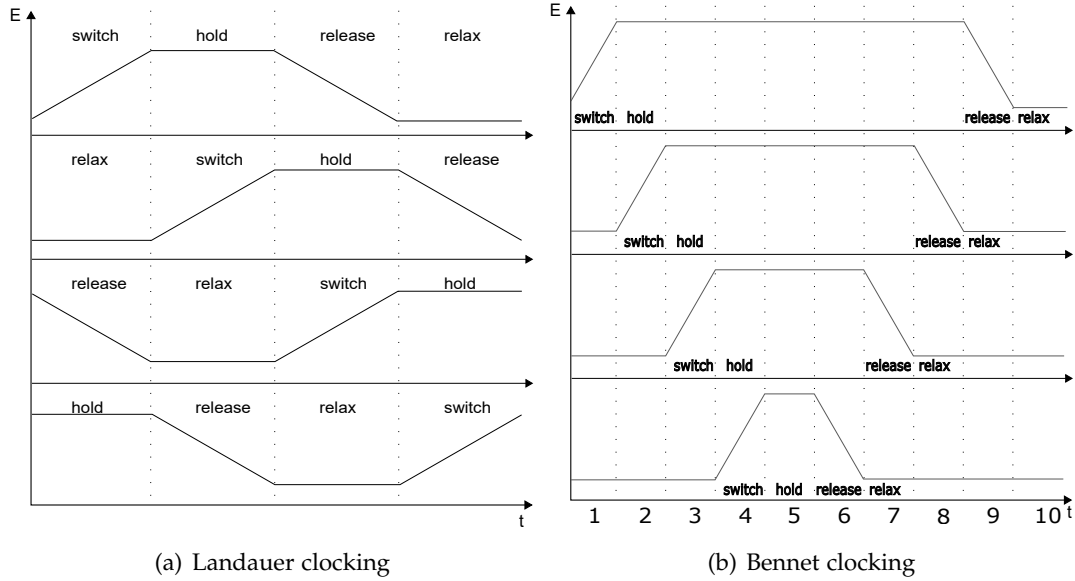 E
switch hold release relax
relax switch hold release
release relax switch hold
hold release relax switch
t
(a) Landauer clocking
E
switch hold release relax
switch hold release relax
switch hold release relax
switch hold release relax
1 2 3 4 5 6 7 8 9 10 t
(b) Bennet clocking